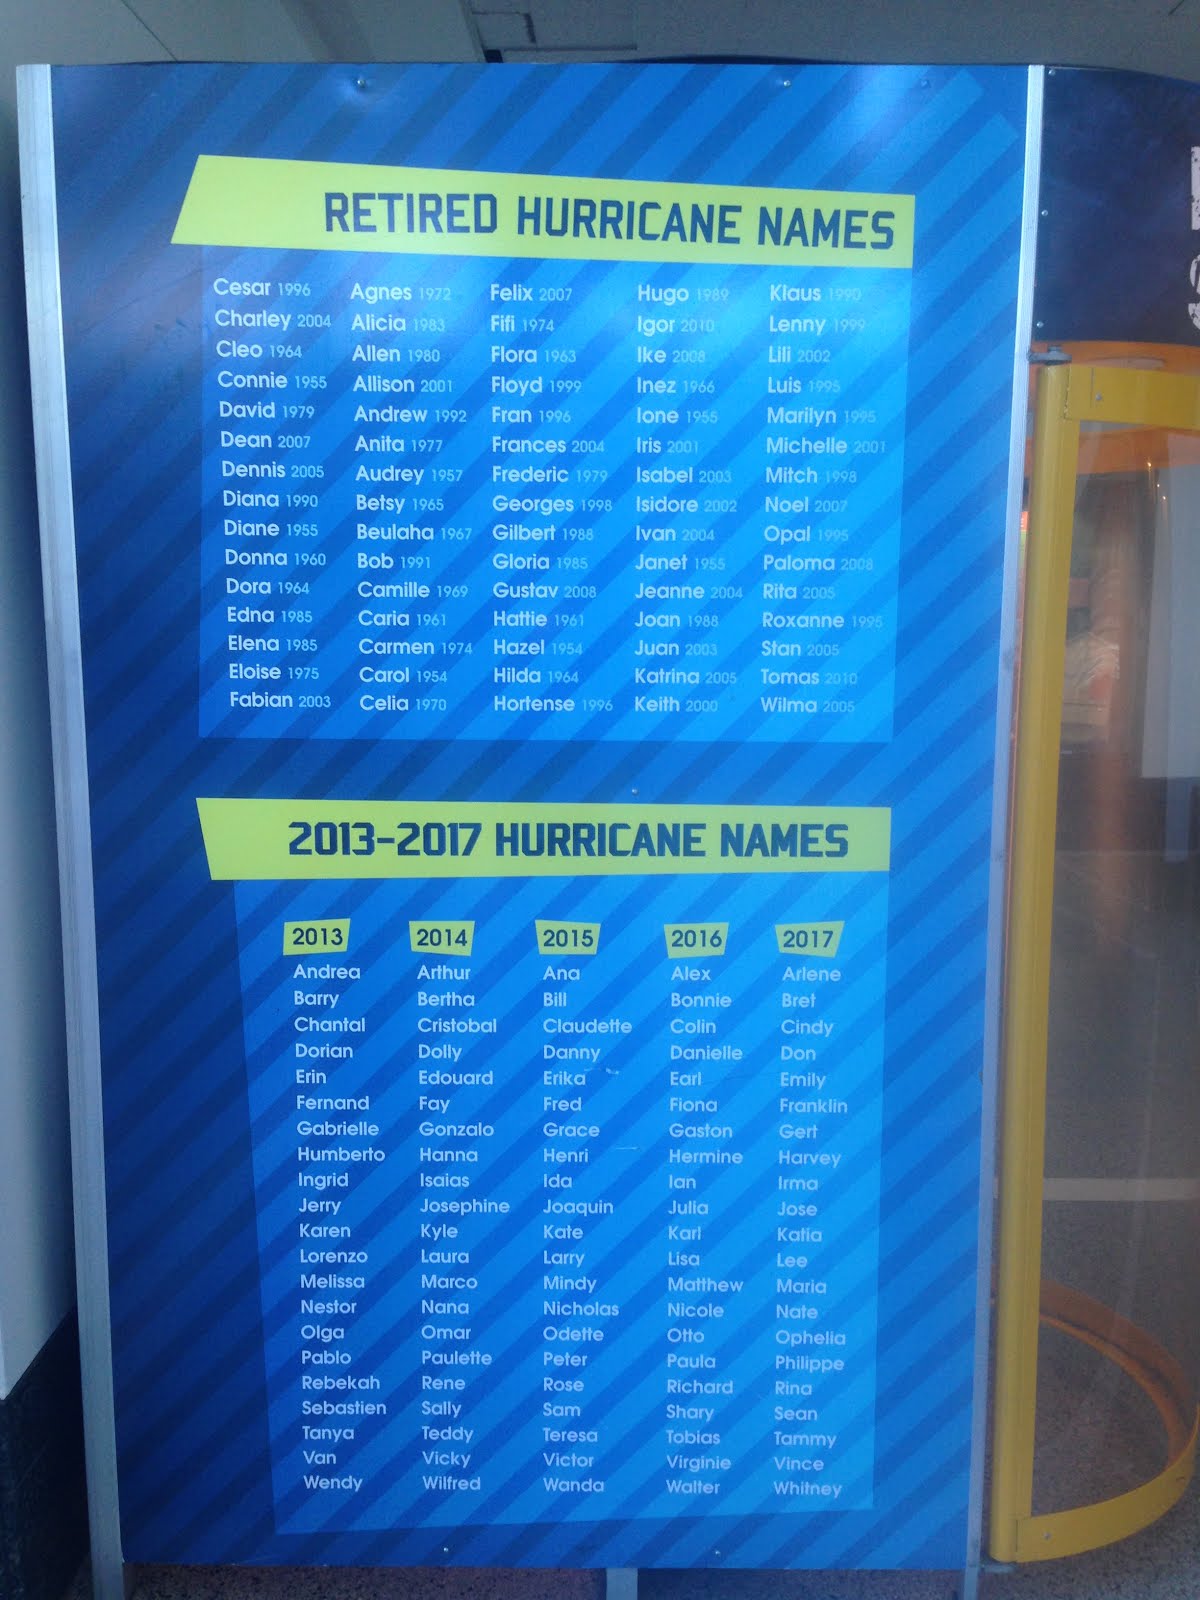 RETIRED HURRICANE NAMES
Cesar 1996 Agnes 1972 Felix 2007 Hugo 1989 Klaus 1990
Charley 2004 Alicia 1983 Fifi 1974 Igor 2010 Lenny 1999
Cleo 1964 Allen 1980 Flora 1963 Ike 2008 Lili 2002
Connie 1955 Allison 2001 Floyd 1999 Inez 1966 Luis 1995
David 1979 Andrew 1992 Fran 1996 Ione 1955 Marilyn 1995
Dean 2007 Anita 1977 Frances 2004 Iris 2001 Michelle 2001
Dennis 2005 Audrey 1957 Frederic 1979 Isabel 2003 Mitch 1998
Diana 1990 Betsy 1965 Georges 1998 Isidore 2002 Noel 2007
Diane 1955 Beulaha 1967 Gilbert 1988 Ivan 2004 Opal 1995
Donna 1960 Bob 1991 Gloria 1985 Janet 1955 Paloma 2008
Dora 1964 Camille 1969 Gustav 2008 Jeanne 2004 Rita 2005
Edna 1985 Caria 1961 Hattie 1961 Joan 1988 Roxanne 1995
Elena 1985 Carmen 1974 Hazel 1954 Juan 2003 Stan 2005
Eloise 1975 Carol 1954 Hilda 1964 Katrina 2005 Tomas 2010
Fabian 2003 Celia 1970 Hortense 1996 Keith 2000 Wilma 2005
2013-2017 HURRICANE NAMES
2013 2014 2015 2016 2017
Andrea Arthur Ana Alex Arlene
Barry Bertha Bill Bonnie Bret
Chantal Cristobal Claudette Colin Cindy
Dorian Dolly Danny Danielle Don
Erin Edouard Erika Earl Emily
Fernand Fay Fred Fiona Franklin
Gabrielle Gonzalo Grace Gaston Gert
Humberto Hanna Henri Hermine Harvey
Ingrid Isaias Ida Ian Irma
Jerry Josephine Joaquin Julia Jose
Karen Kyle Kate Karl Katia
Lorenzo Laura Larry Lisa Lee
Melissa Marco Mindy Matthew Maria
Nestor Nana Nicholas Nicole Nate
Olga Omar Odette Otto Ophelia
Pablo Paulette Peter Paula Philippe
Rebekah Rene Rose Richard Rina
Sebastien Sally Sam Shary Sean
Tanya Teddy Teresa Tobias Tammy
Van Vicky Victor Virginie Vince
Wendy Wilfred Wanda Walter Whitney